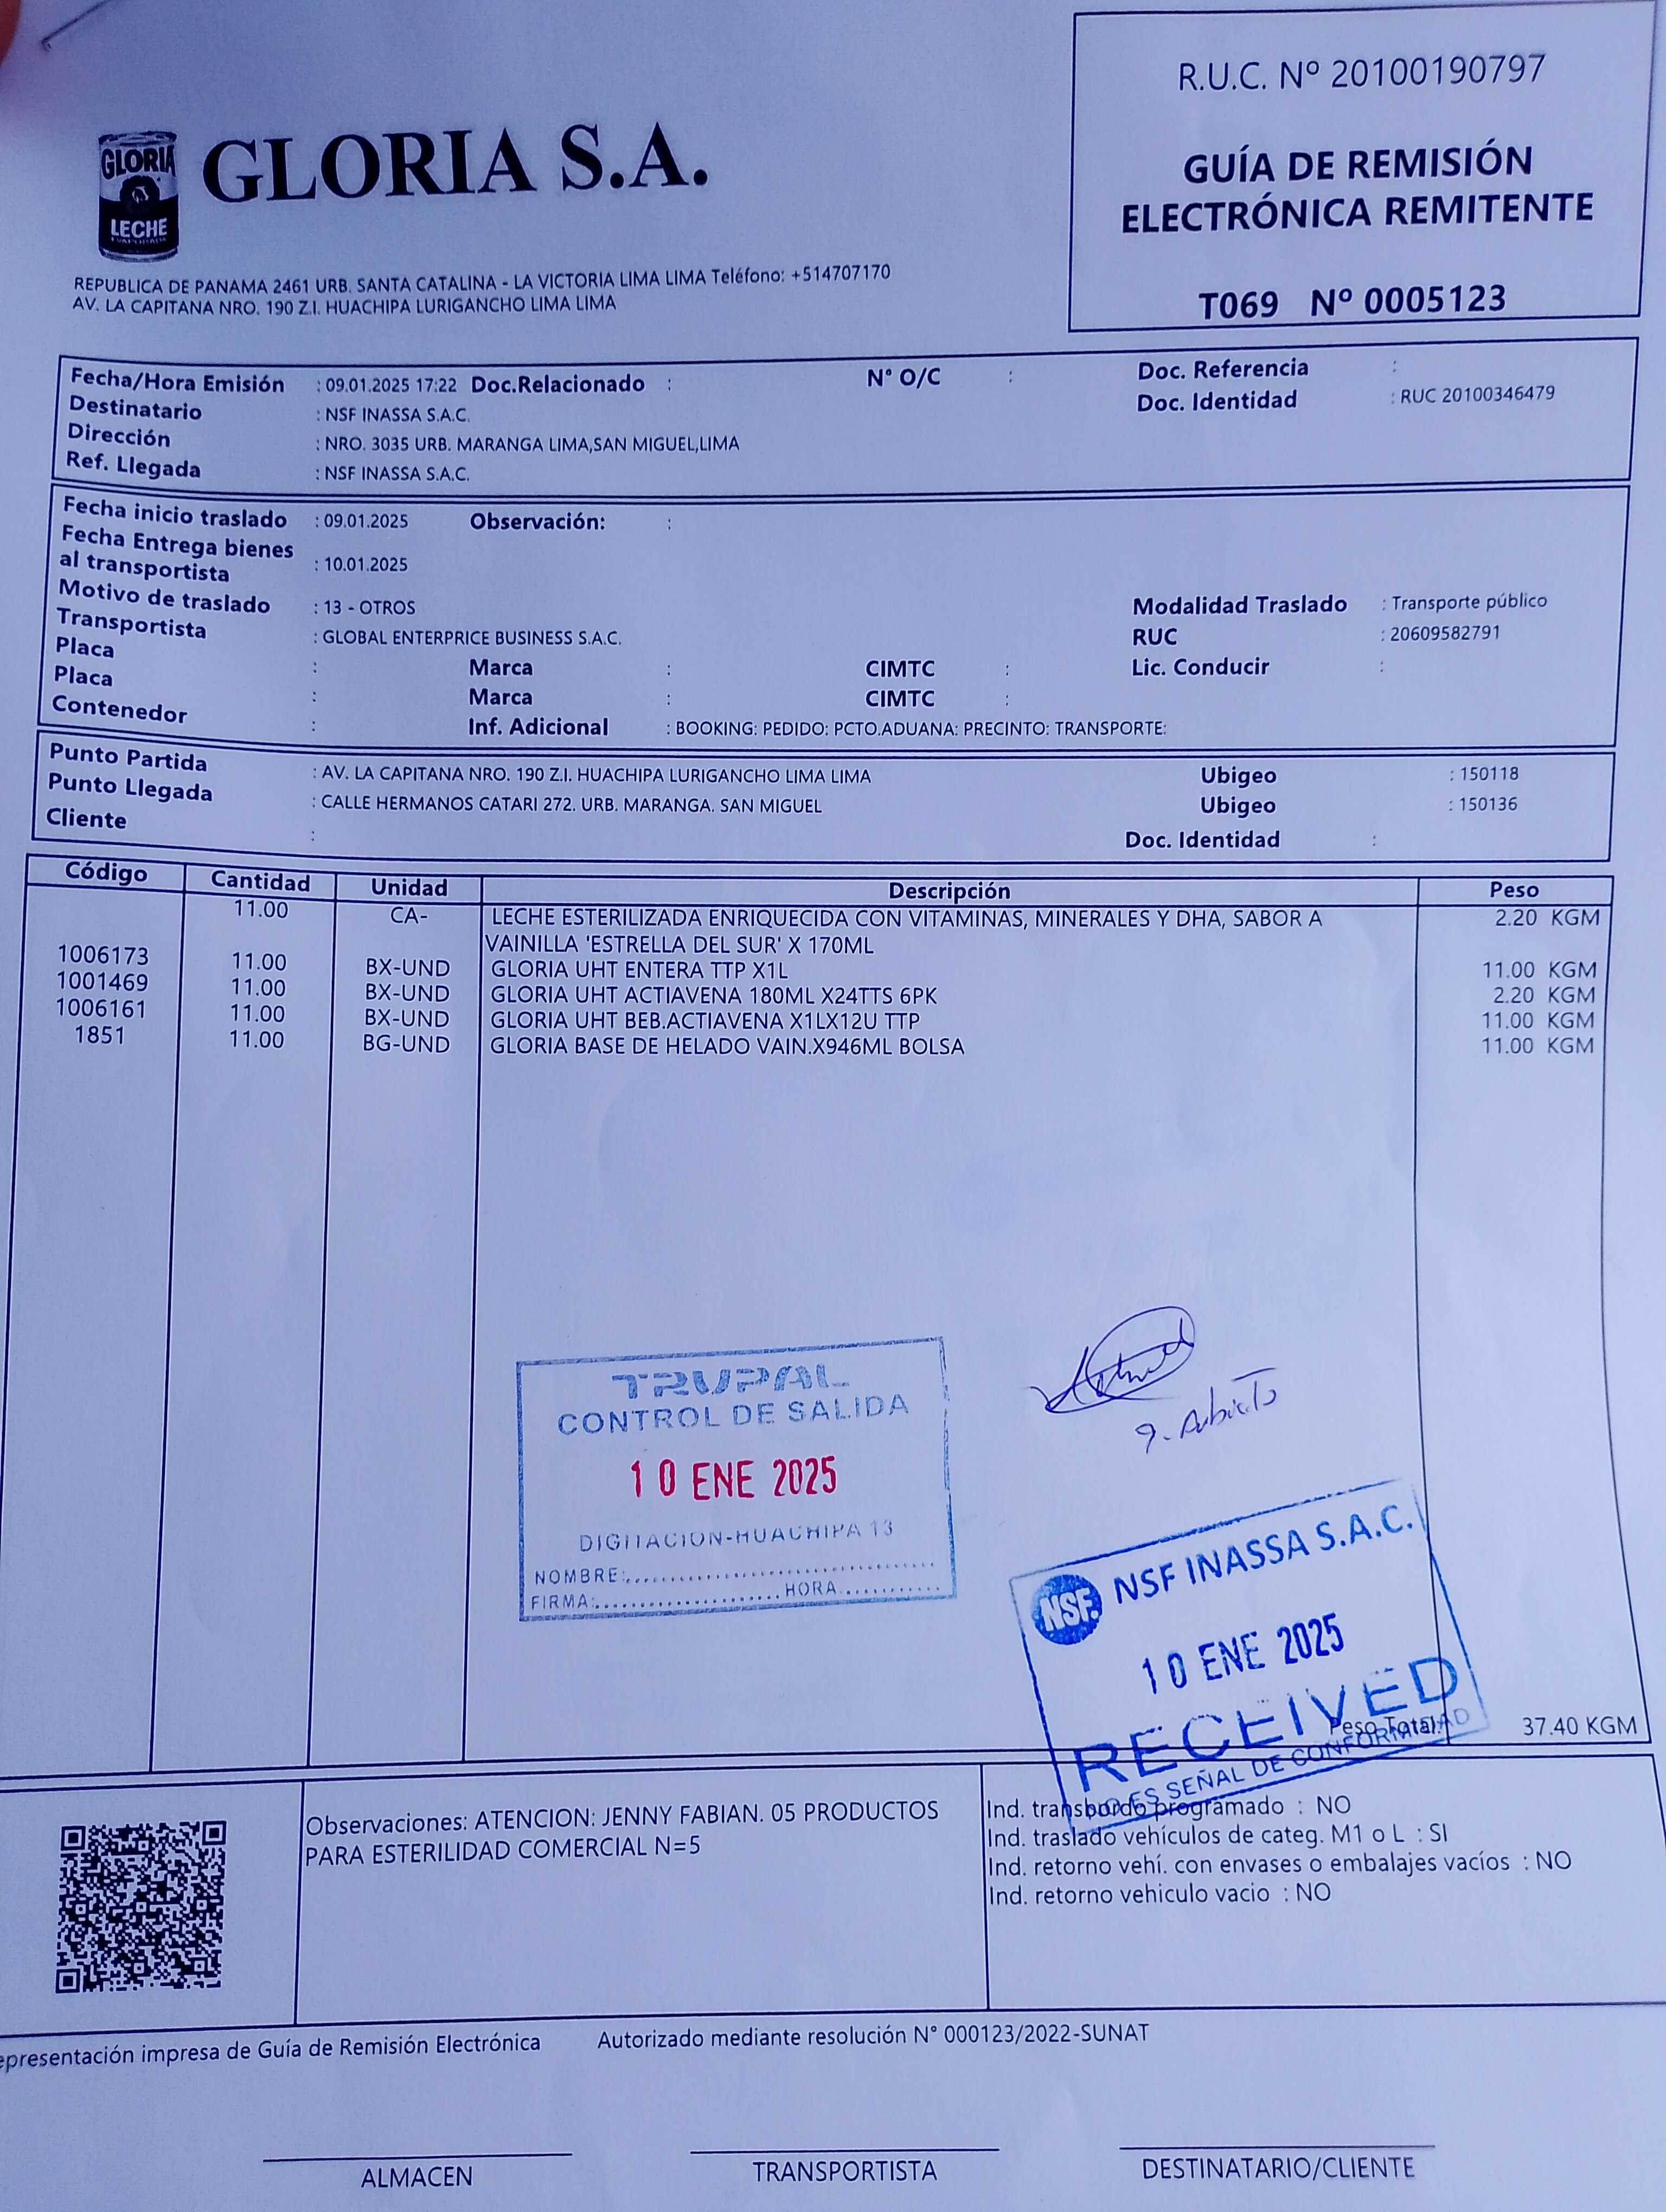 R.U.C. Nº 20100190797
GUÍA DE REMISIÓN
ELECTRÓNICA REMITENTE
T069 Nº 0005123
GLORIA
LECHE
GLORIA S.A.
REPUBLICA DE PANAMA 2461 URB. SANTA CATALINA - LA VICTORIA LIMA LIMA Teléfono: +514707170
AV. LA CAPITANA NRO. 190 Z.I. HUACHIPA LURIGANCHO LIMA LIMA
Fecha/Hora Emisión : 09.01.2025 17:22 Doc.Relacionado : N° O/C : Doc. Referencia :
Destinatario : NSF INASSA S.A.C. Doc. Identidad : RUC 20100346479
Dirección : NRO. 3035 URB. MARANGA LIMA,SAN MIGUEL,LIMA
Ref. Llegada : NSF INASSA S.A.C.
Fecha inicio traslado : 09.01.2025 Observación: :
Fecha Entrega bienes
al transportista : 10.01.2025
Motivo de traslado : 13 - OTROS Modalidad Traslado : Transporte público
Transportista : GLOBAL ENTERPRICE BUSINESS S.A.C. RUC : 20609582791
Placa : Marca : CIMTC : Lic. Conducir :
Placa : Marca : CIMTC :
Contenedor : Inf. Adicional : BOOKING: PEDIDO: PCTO.ADUANA: PRECINTO: TRANSPORTE:
Punto Partida : AV. LA CAPITANA NRO. 190 Z.I. HUACHIPA LURIGANCHO LIMA LIMA Ubigeo : 150118
Punto Llegada : CALLE HERMANOS CATARI 272. URB. MARANGA. SAN MIGUEL Ubigeo : 150136
Cliente : Doc. Identidad :
Código Cantidad Unidad Descripción Peso
11.00 CA- LECHE ESTERILIZADA ENRIQUECIDA CON VITAMINAS, MINERALES Y DHA, SABOR A 2.20 KGM
VAINILLA 'ESTRELLA DEL SUR' X 170ML
1006173 11.00 BX-UND GLORIA UHT ENTERA TTP X1L 11.00 KGM
1001469 11.00 BX-UND GLORIA UHT ACTIAVENA 180ML X24TTS 6PK 2.20 KGM
1006161 11.00 BX-UND GLORIA UHT BEB.ACTIAVENA X1LX12U TTP 11.00 KGM
1851 11.00 BG-UND GLORIA BASE DE HELADO VAIN.X946ML BOLSA 11.00 KGM
TRUPAL
CONTROL DE SALIDA
10 ENE 2025
DIGITACION-HUACHIPA 13
NOMBRE:
FIRMA: HORA
NSF NSF INASSA S.A.C.
10 ENE 2025
RECEIVED
ES SEÑAL DE CONFORMIDAD
Peso Total: 37.40 KGM
Observaciones: ATENCION: JENNY FABIAN. 05 PRODUCTOS
PARA ESTERILIDAD COMERCIAL N=5
Ind. transbordo programado : NO
Ind. traslado vehículos de categ. M1 o L : SI
Ind. retorno vehí. con envases o embalajes vacíos : NO
Ind. retorno vehiculo vacio : NO
epresentación impresa de Guía de Remisión Electrónica Autorizado mediante resolución N° 000123/2022-SUNAT
ALMACEN TRANSPORTISTA DESTINATARIO/CLIENTE